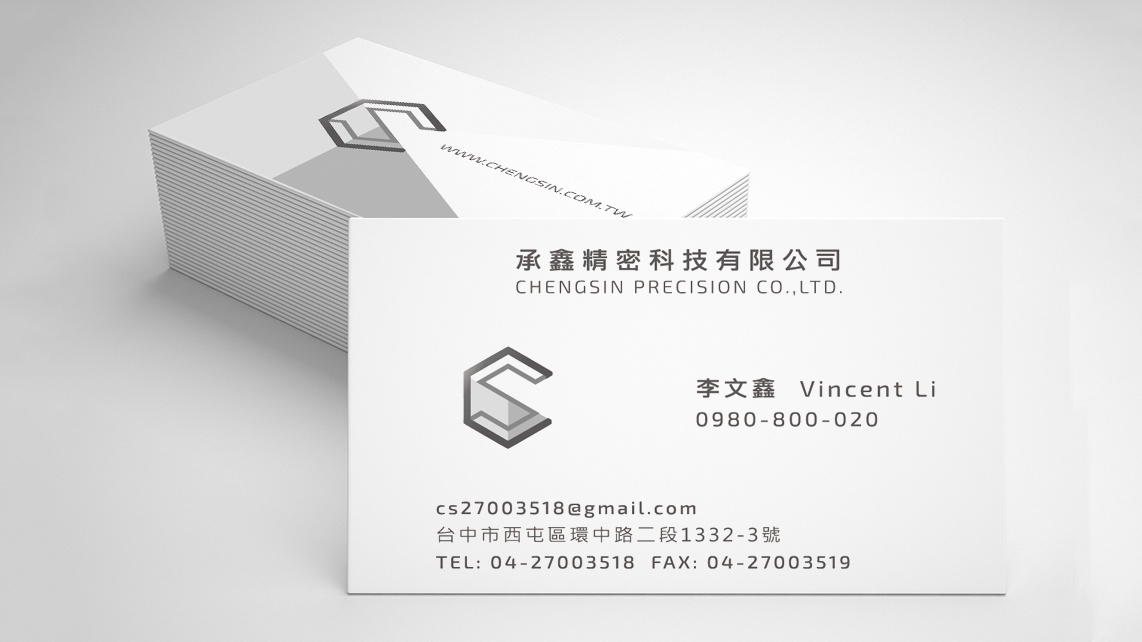 WWW.CHENGSIN.COM.TW
承鑫精密科技有限公司
CHENGSIN PRECISION CO.,LTD.
李文鑫 Vincent Li
0980-800-020
cs27003518@gmail.com
台中市西屯區環中路二段1332-3號
TEL: 04-27003518 FAX: 04-27003519